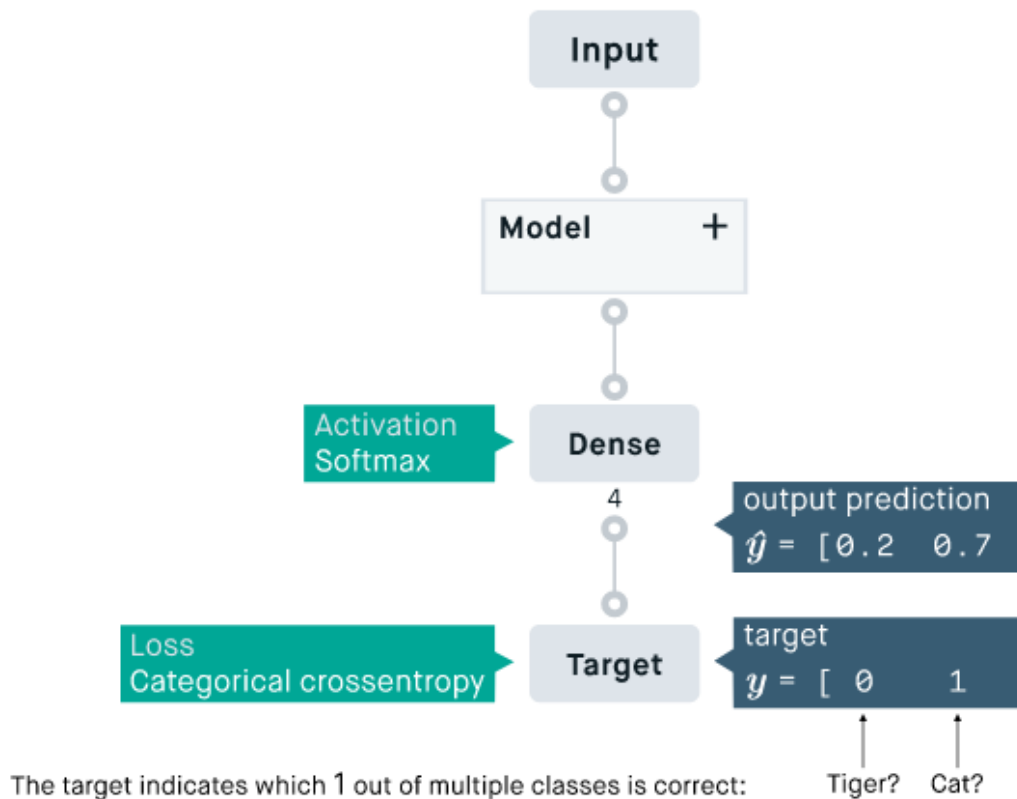 Input
Model +
Activation
Softmax
Dense
4
output prediction
ŷ = [0.2 0.7
Loss
Categorical crossentropy
Target
target
y = [ 0 1
The target indicates which 1 out of multiple classes is correct: Tiger? Cat?